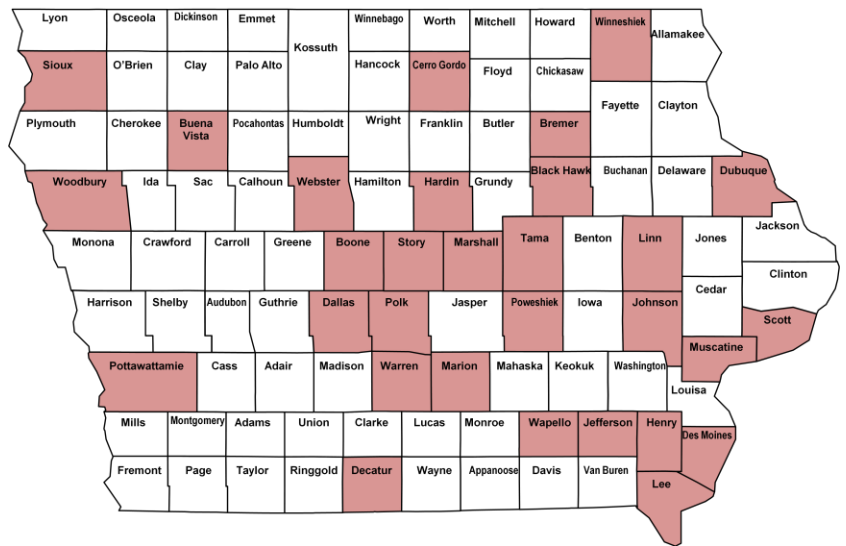 Lyon
Osceola
Dickinson
Emmet
Kossuth
Winnebago
Worth
Mitchell
Howard
Winneshiek
Allamakee
Sioux
O'Brien
Clay
Palo Alto
Hancock
Cerro Gordo
Floyd
Chickasaw
Fayette
Clayton
Plymouth
Cherokee
Buena
Vista
Pocahontas
Humboldt
Wright
Franklin
Butler
Bremer
Woodbury
Ida
Sac
Calhoun
Webster
Hamilton
Hardin
Grundy
Black Hawk
Buchanan
Delaware
Dubuque
Monona
Crawford
Carroll
Greene
Boone
Story
Marshall
Tama
Benton
Linn
Jones
Jackson
Clinton
Harrison
Shelby
Audubon
Guthrie
Dallas
Polk
Jasper
Poweshiek
Iowa
Johnson
Cedar
Scott
Muscatine
Pottawattamie
Cass
Adair
Madison
Warren
Marion
Mahaska
Keokuk
Washington
Louisa
Mills
Montgomery
Adams
Union
Clarke
Lucas
Monroe
Wapello
Jefferson
Henry
Des Moines
Fremont
Page
Taylor
Ringgold
Decatur
Wayne
Appanoose
Davis
Van Buren
Lee